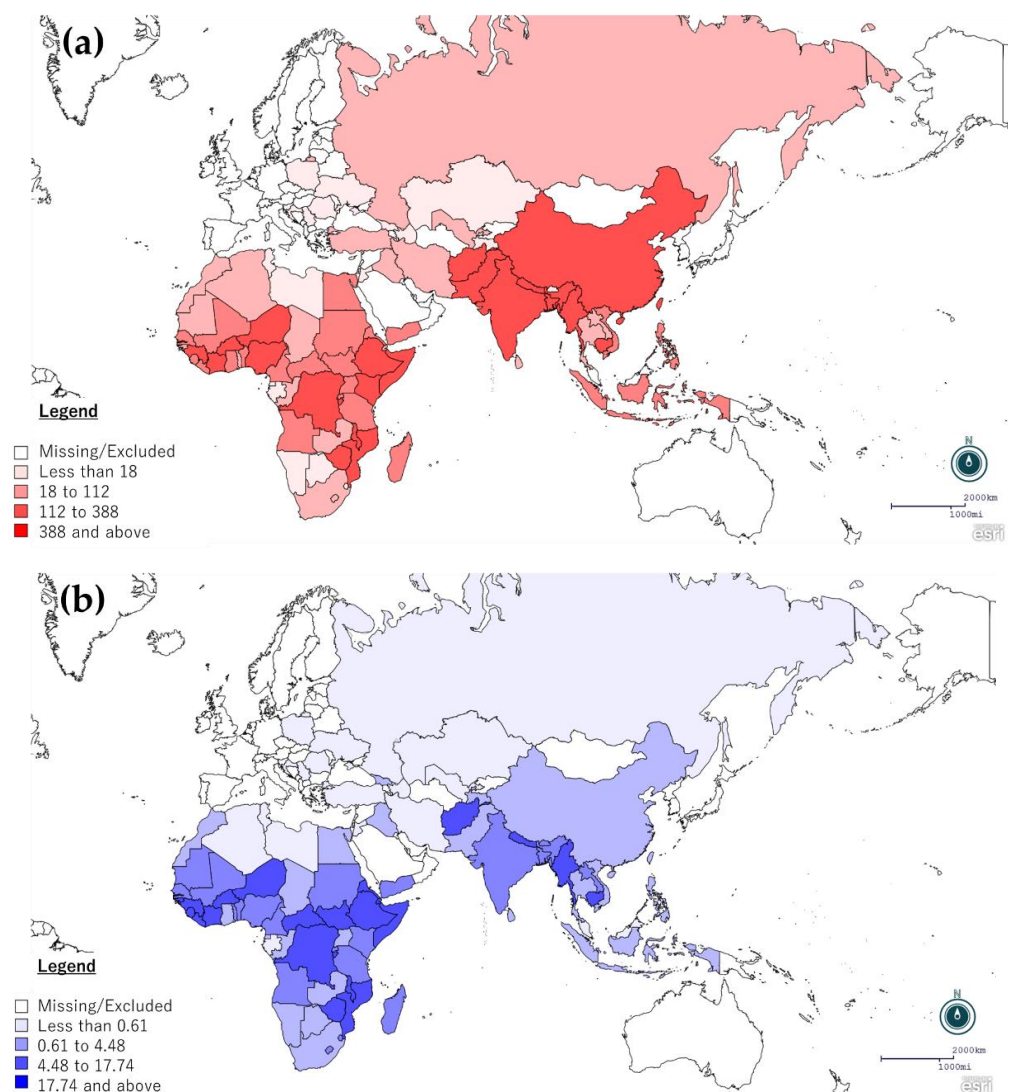 (a)
N
Legend
Missing/Excluded
Less than 18
18 to 112
112 to 388
388 and above
2000km
1000mi
esri
(b)
N
Legend
Missing/Excluded
Less than 0.61
0.61 to 4.48
4.48 to 17.74
17.74 and above
2000km
1000mi
esri